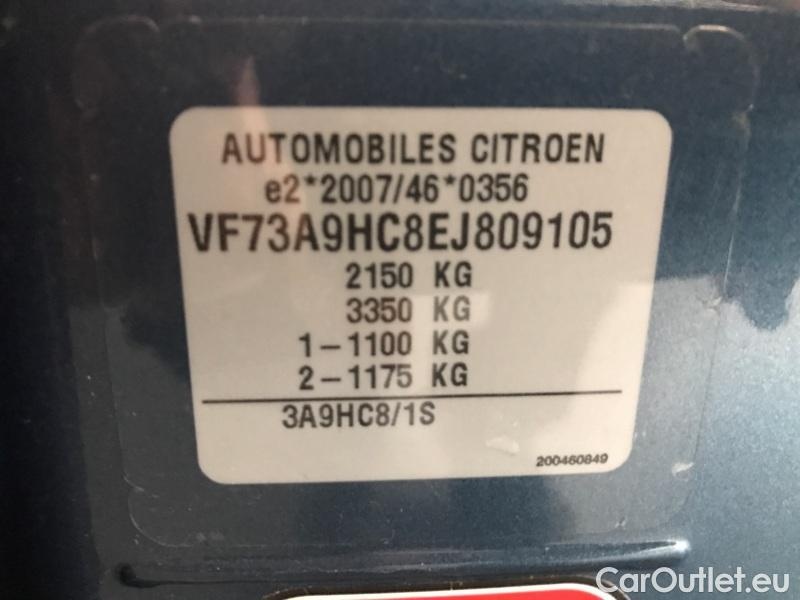 AUTOMOBILES CITROEN
e2*2007/46*0356
VF73A9HC8EJ809105
2150 KG
3350 KG
1-1100 KG
2-1175 KG
3A9HC8/1S
200460849
CarOutlet.eu